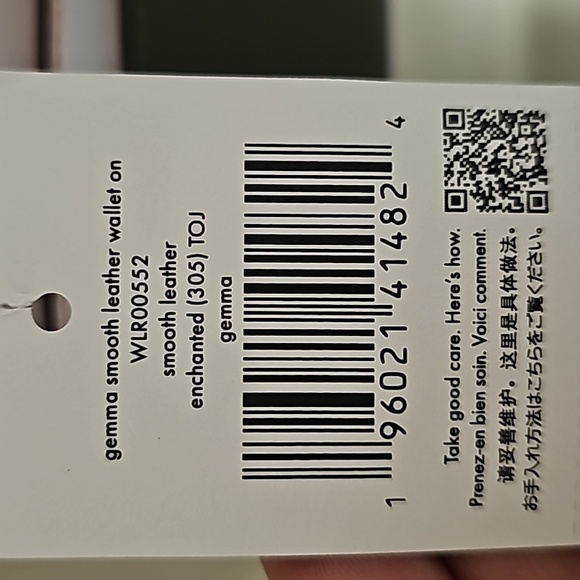 gemma smooth leather wallet on
WLR00552
smooth leather
enchanted (305) TOJ
gemma
1 96021 41482 4
Take good care. Here's how.
Prenez-en bien soin. Voici comment.
请妥善维护。这里是具体做法。
お手入れ方法はこちらをご覧ください。